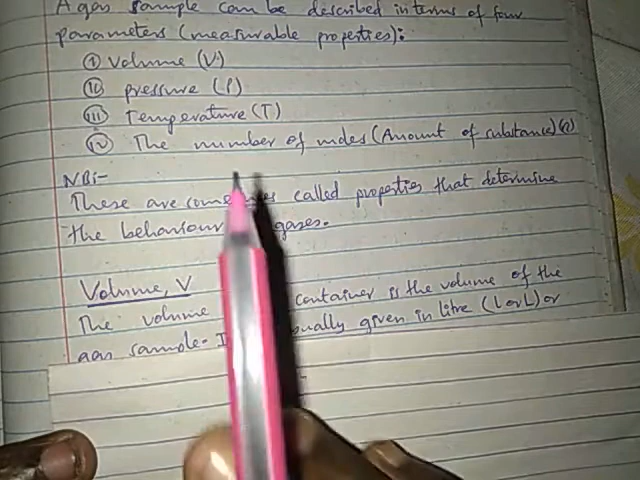 A gas sample can be described in terms of four
parameters (measurable properties):
(i) Volume (V)
(ii) pressure (P)
(iii) Temperature (T)
(iv) The number of moles (Amount of substance) (n)
NB:-
These are called properties that determine
the behaviour gases.
Volume, V
The volume container is the volume of the
gas sample. usually given in litre (l or L) or